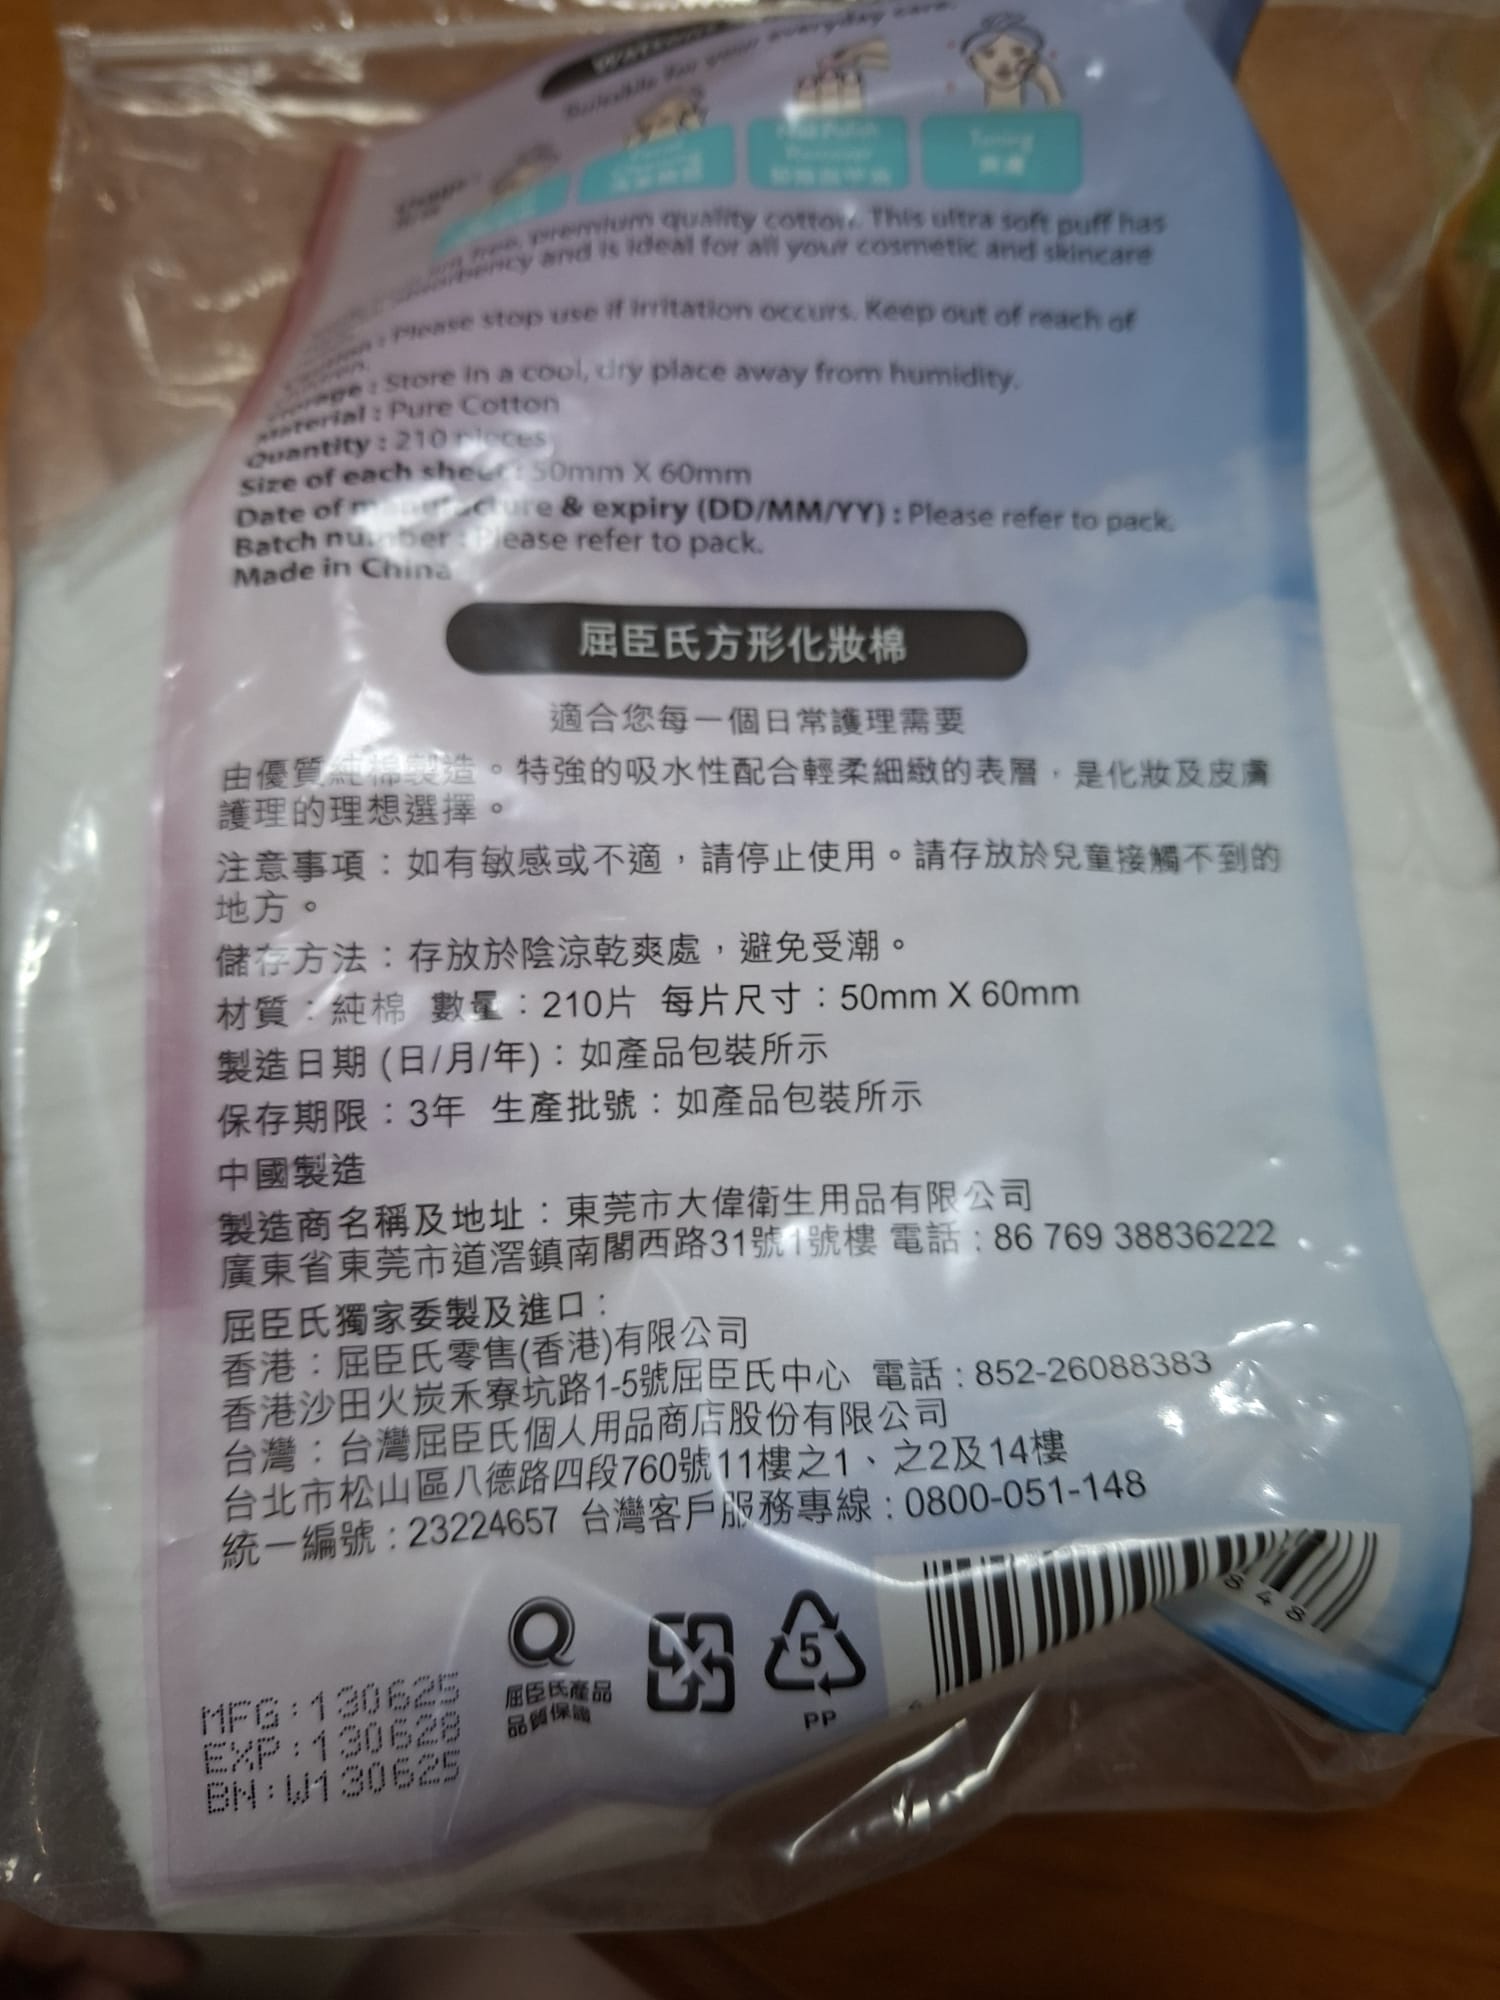 Suitable for your everyday care.
Nail Polish
Remover
Toning
爽膚
free, premium quality cotton. This ultra soft puff has
absorbency and is ideal for all your cosmetic and skincare
: Please stop use if irritation occurs. Keep out of reach of
Storage : Store in a cool, dry place away from humidity.
Material : Pure Cotton
Quantity : 210 pieces
Size of each sheet : 50mm X 60mm
Date of manufacture & expiry (DD/MM/YY) : Please refer to pack.
Batch number : Please refer to pack.
Made in China
屈臣氏方形化妝棉
適合您每一個日常護理需要
由優質純棉製造。特強的吸水性配合輕柔細緻的表層，是化妝及皮膚
護理的理想選擇。
注意事項：如有敏感或不適，請停止使用。請存放於兒童接觸不到的
地方。
儲存方法：存放於陰涼乾爽處，避免受潮。
材質：純棉 數量：210片 每片尺寸：50mm X 60mm
製造日期 (日/月/年)：如產品包裝所示
保存期限：3年 生產批號：如產品包裝所示
中國製造
製造商名稱及地址：東莞市大偉衛生用品有限公司
廣東省東莞市道滘鎮南閣西路31號1號樓 電話：86 769 38836222
屈臣氏獨家委製及進口：
香港：屈臣氏零售(香港)有限公司
香港沙田火炭禾寮坑路1-5號屈臣氏中心 電話：852-26088383
台灣：台灣屈臣氏個人用品商店股份有限公司
台北市松山區八德路四段760號11樓之1、之2及14樓
統一編號：23224657 台灣客戶服務專線：0800-051-148
屈臣氏產品
品質保證
5
PP
848
MFG:130625
EXP:130628
BN:W130625